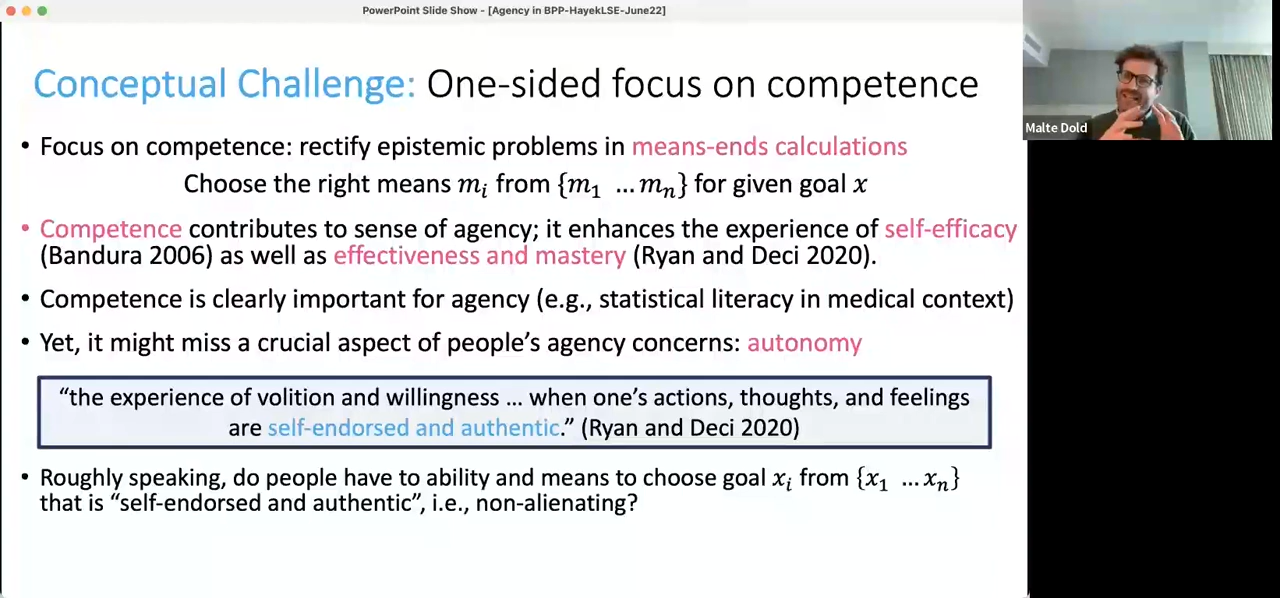 PowerPoint Slide Show - [Agency in BPP-HayekLSE-June22]
Conceptual Challenge: One-sided focus on competence
Malte Dold
• Focus on competence: rectify epistemic problems in means-ends calculations
Choose the right means mᵢ from {m₁ …mₙ} for given goal x
• Competence contributes to sense of agency; it enhances the experience of self-efficacy
(Bandura 2006) as well as effectiveness and mastery (Ryan and Deci 2020).
• Competence is clearly important for agency (e.g., statistical literacy in medical context)
• Yet, it might miss a crucial aspect of people’s agency concerns: autonomy
“the experience of volition and willingness … when one’s actions, thoughts, and feelings
are self-endorsed and authentic.” (Ryan and Deci 2020)
• Roughly speaking, do people have to ability and means to choose goal xᵢ from {x₁ …xₙ}
that is “self-endorsed and authentic”, i.e., non-alienating?